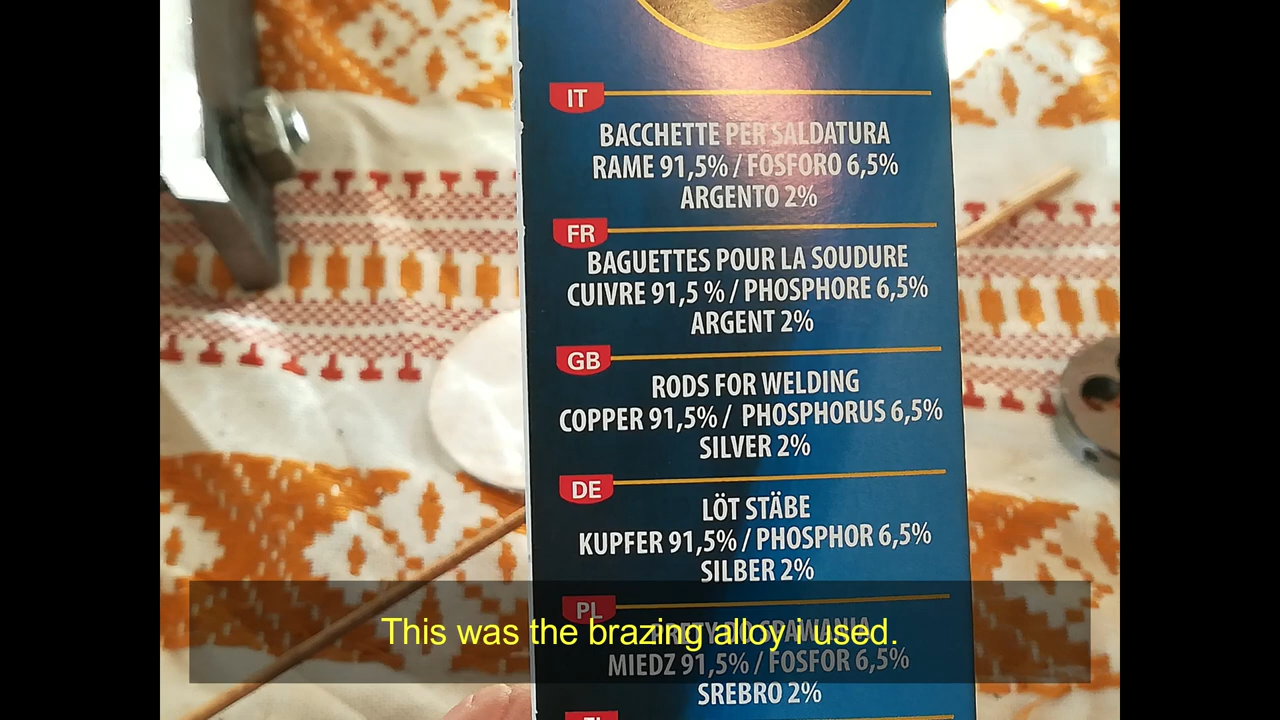 IT
BACCHETTE PER SALDATURA
RAME 91,5% / FOSFORO 6,5%
ARGENTO 2%
FR
BAGUETTES POUR LA SOUDURE
CUIVRE 91,5 % / PHOSPHORE 6,5%
ARGENT 2%
GB
RODS FOR WELDING
COPPER 91,5% / PHOSPHORUS 6,5%
SILVER 2%
DE
LÖT STÄBE
KUPFER 91,5% / PHOSPHOR 6,5%
SILBER 2%
PL
PRĘTY DO SPAWANIA
This was the brazing alloy i used.
MIEDZ 91,5% / FOSFOR 6,5%
SREBRO 2%